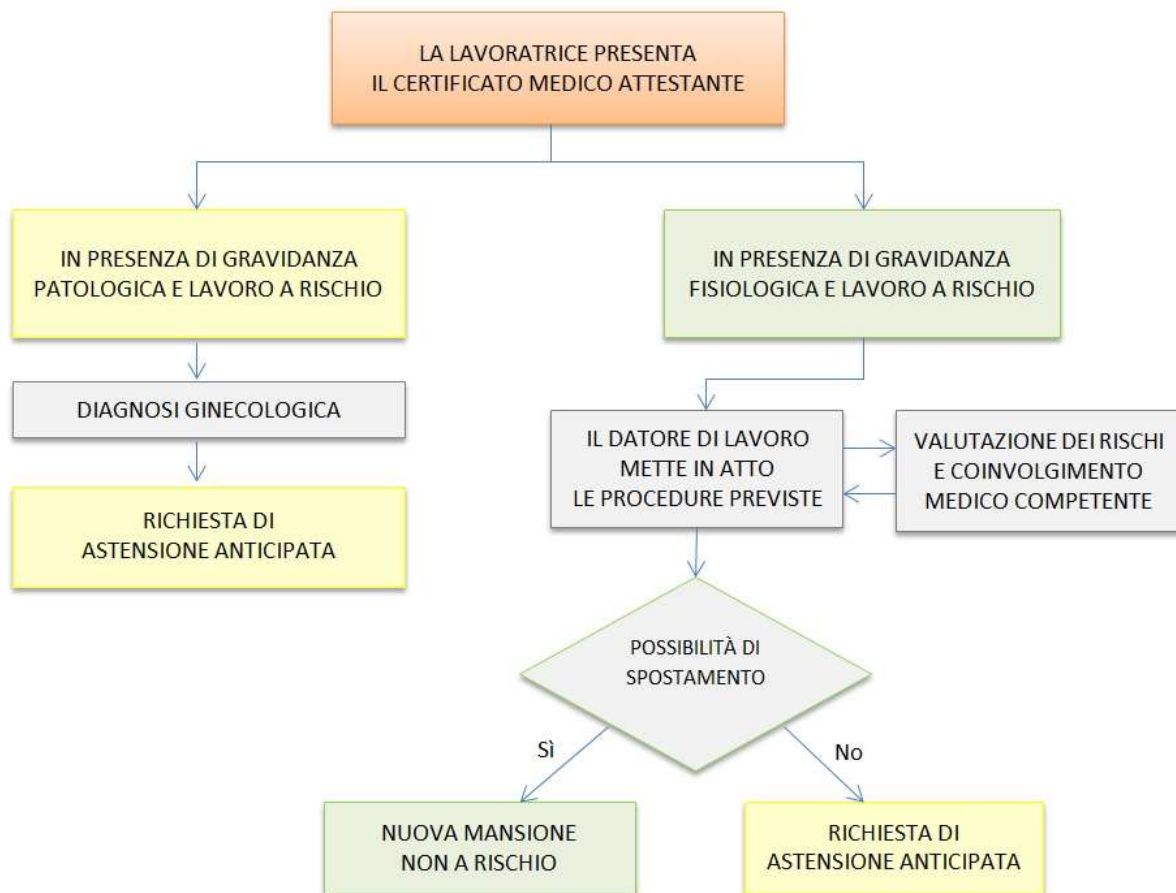 LA LAVORATRICE PRESENTA
IL CERTIFICATO MEDICO ATTESTANTE
IN PRESENZA DI GRAVIDANZA
PATOLOGICA E LAVORO A RISCHIO
IN PRESENZA DI GRAVIDANZA
FISIOLOGICA E LAVORO A RISCHIO
DIAGNOSI GINECOLOGICA
RICHIESTA DI
ASTENSIONE ANTICIPATA
IL DATORE DI LAVORO
METTE IN ATTO
LE PROCEDURE PREVISTE
VALUTAZIONE DEI RISCHI
E COINVOLGIMENTO
MEDICO COMPETENTE
POSSIBILITÀ DI
SPOSTAMENTO
Sì
No
NUOVA MANSIONE
NON A RISCHIO
RICHIESTA DI
ASTENSIONE ANTICIPATA